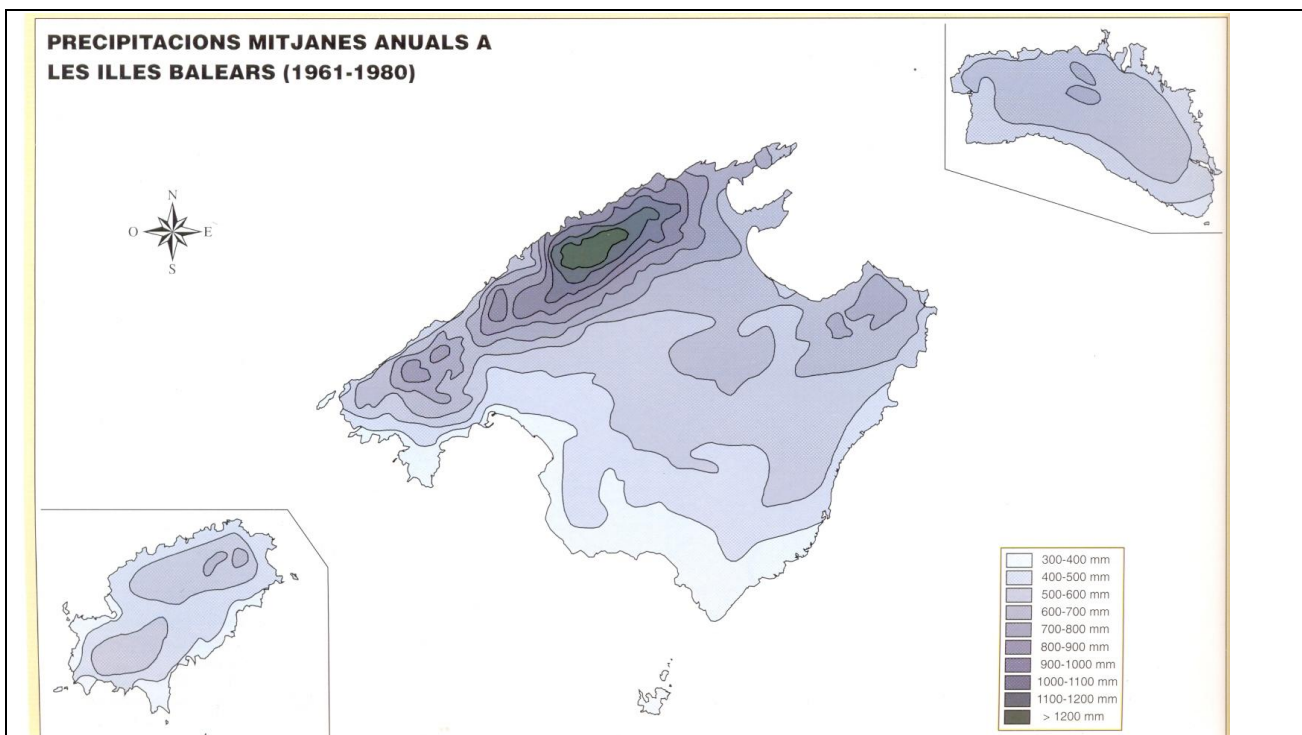 PRECIPITACIONS MITJANES ANUALS A
LES ILLES BALEARS (1961-1980)
N
O
E
S
300-400 mm
400-500 mm
500-600 mm
600-700 mm
700-800 mm
800-900 mm
900-1000 mm
1000-1100 mm
1100-1200 mm
> 1200 mm